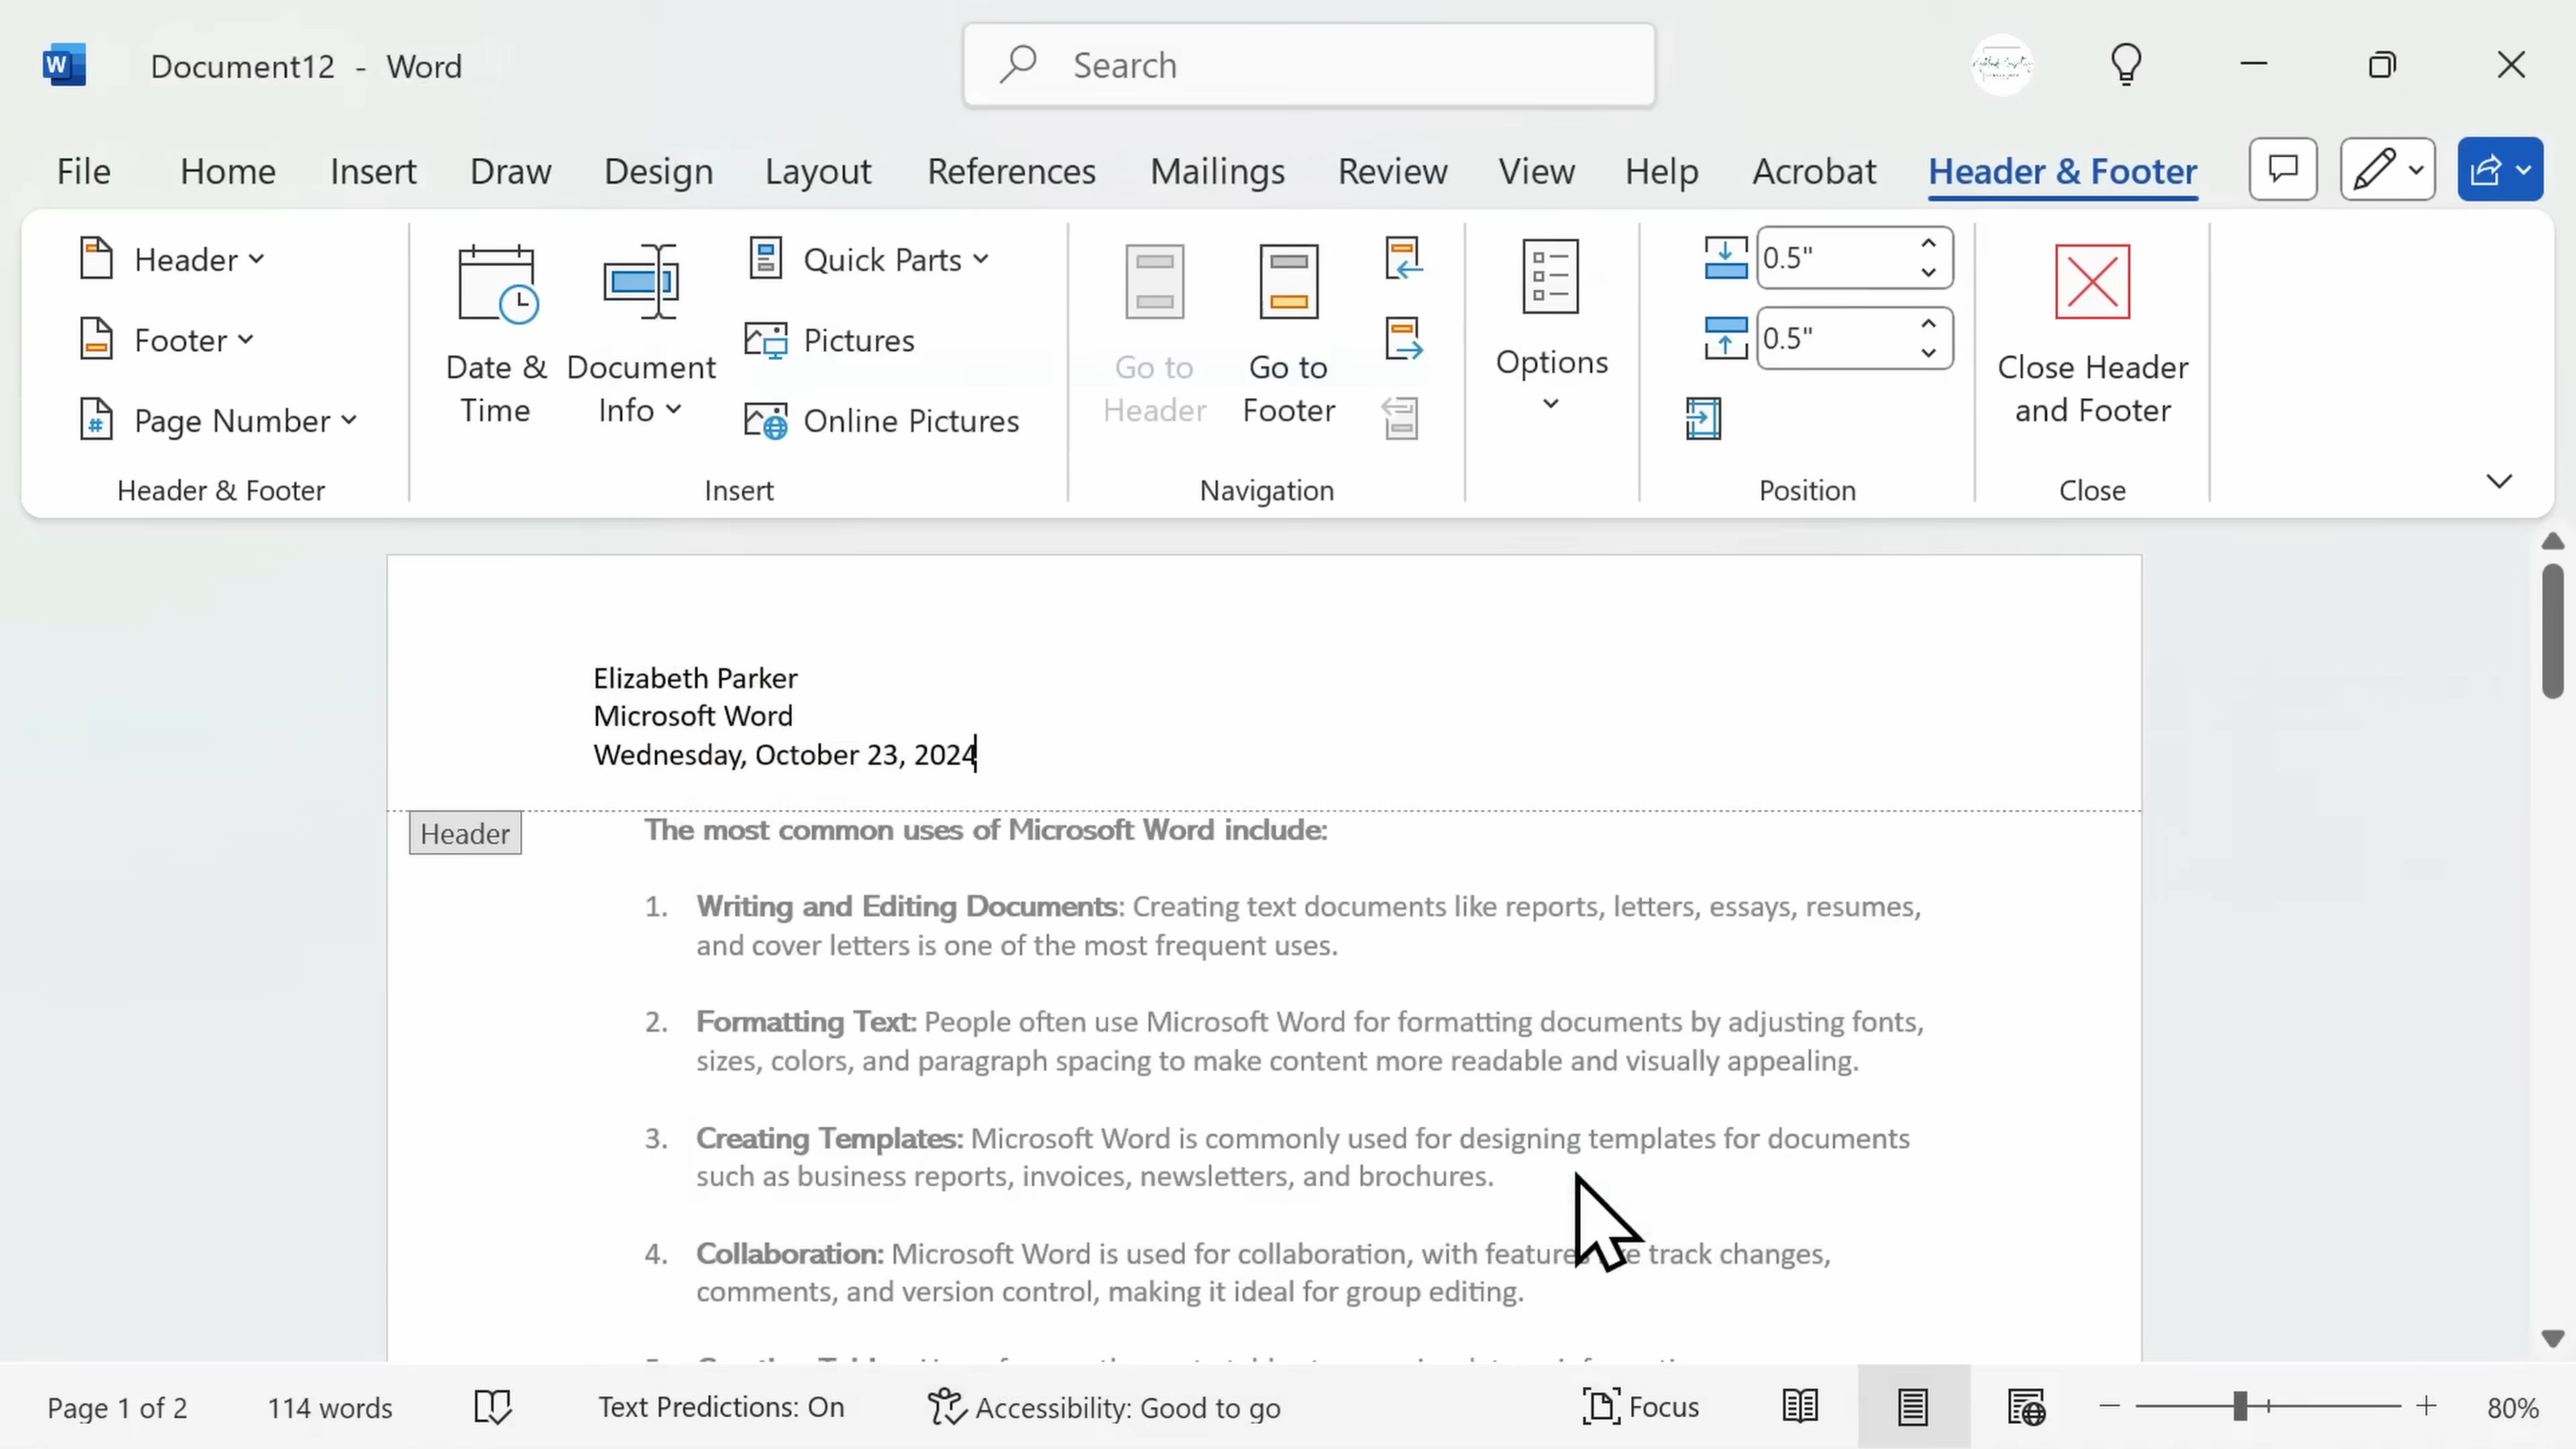 Document12 - Word
Search
File Home Insert Draw Design Layout References Mailings Review View Help Acrobat Header & Footer
Header
Footer
Page Number
Header & Footer
Date &
Time
Document
Info
Quick Parts
Pictures
Online Pictures
Insert
Go to
Header
Go to
Footer
Navigation
Options
0.5"
0.5"
Position
Close Header
and Footer
Close
Elizabeth Parker
Microsoft Word
Wednesday, October 23, 2024
Header
The most common uses of Microsoft Word include:
1. Writing and Editing Documents: Creating text documents like reports, letters, essays, resumes,
and cover letters is one of the most frequent uses.
2. Formatting Text: People often use Microsoft Word for formatting documents by adjusting fonts,
sizes, colors, and paragraph spacing to make content more readable and visually appealing.
3. Creating Templates: Microsoft Word is commonly used for designing templates for documents
such as business reports, invoices, newsletters, and brochures.
4. Collaboration: Microsoft Word is used for collaboration, with features track changes,
comments, and version control, making it ideal for group editing.
Page 1 of 2 114 words Text Predictions: On Accessibility: Good to go Focus 80%